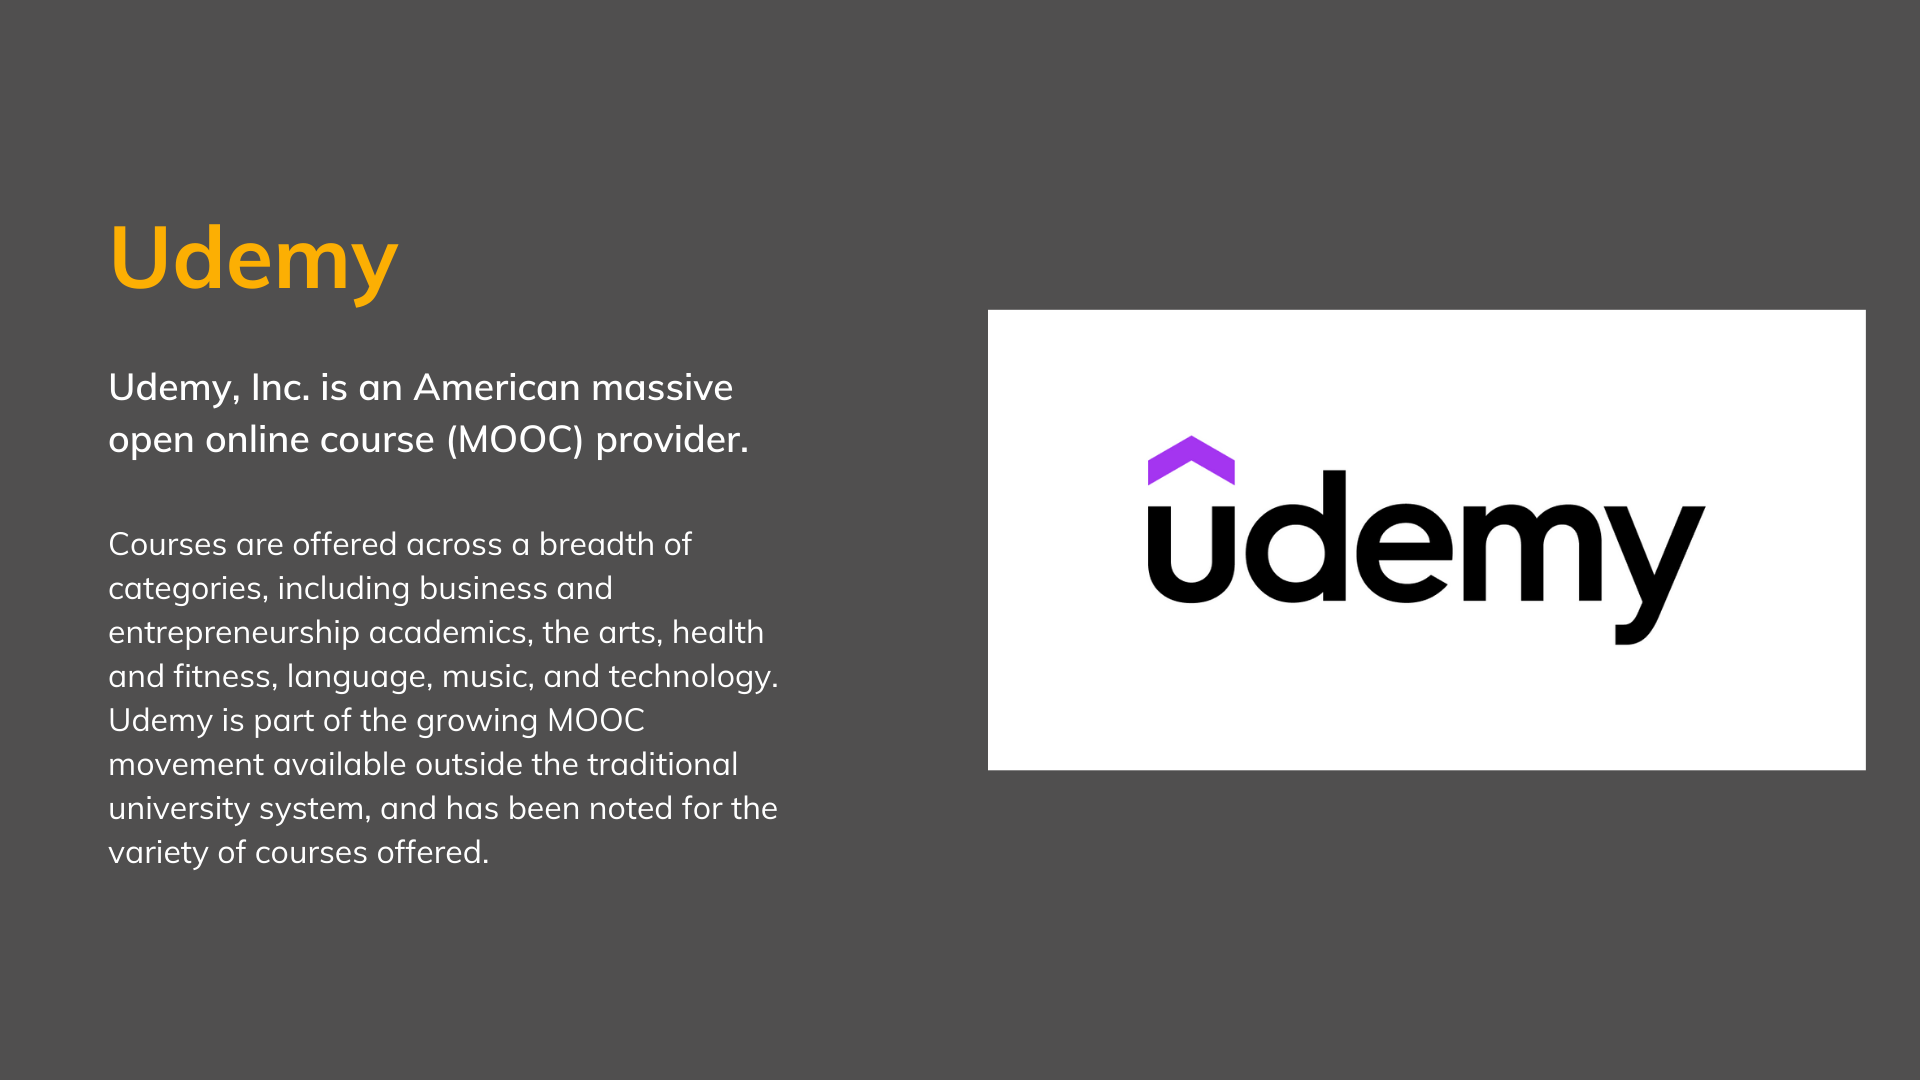 Udemy
Udemy, Inc. is an American massive
open online course (MOOC) provider.
Courses are offered across a breadth of
categories, including business and
entrepreneurship academics, the arts, health
and fitness, language, music, and technology.
Udemy is part of the growing MOOC
movement available outside the traditional
university system, and has been noted for the
variety of courses offered.
udemy